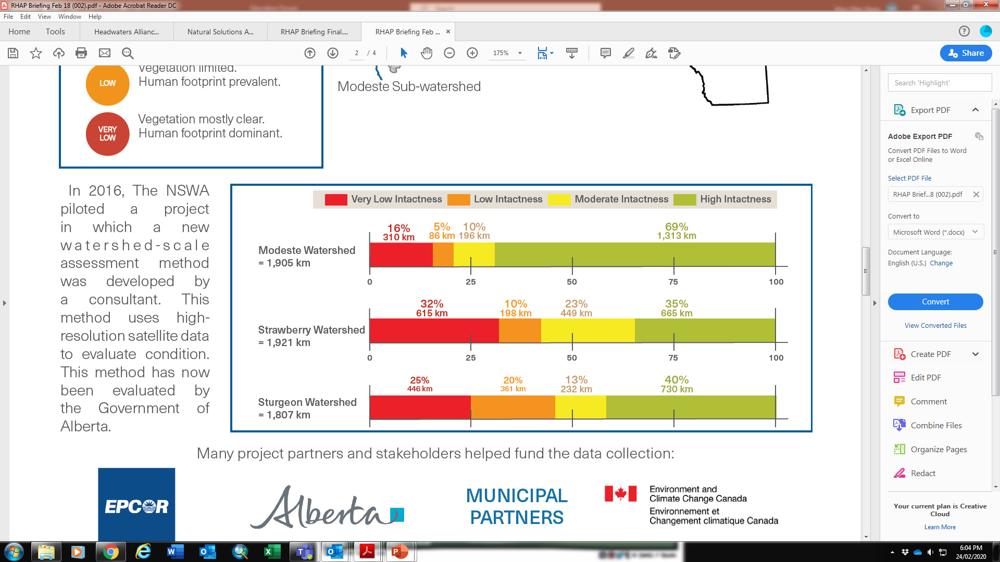 RHAP Briefing Feb 18 (002).pdf - Adobe Acrobat Reader DC
File Edit View Window Help
Home Tools Headwaters Allianc... Natural Solutions A... RHAP Briefing Final.... RHAP Briefing Feb ... ×
2 / 4 175% Share
Vegetation limited.
LOW Human footprint prevalent.
VERY LOW
Vegetation mostly clear.
Human footprint dominant.
Modeste Sub-watershed
In 2016, The NSWA
piloted a project
in which a new
watershed-scale
assessment method
was developed by
a consultant. This
method uses high-
resolution satellite data
to evaluate condition.
This method has now
been evaluated by
the Government of
Alberta.
Very Low Intactness Low Intactness Moderate Intactness High Intactness
16% 5% 10% 69%
310 km 86 km 196 km 1,313 km
Modeste Watershed
= 1,905 km
0 25 50 75 100
32% 10% 23% 35%
615 km 198 km 449 km 665 km
Strawberry Watershed
= 1,921 km
0 25 50 75 100
25% 20% 13% 40%
446 km 361 km 232 km 730 km
Sturgeon Watershed
= 1,807 km
Many project partners and stakeholders helped fund the data collection:
EPCOR
Alberta
MUNICIPAL
PARTNERS
Environment and
Climate Change Canada
Environnement et
Changement climatique Canada
Search 'Highlight'
Export PDF
Adobe Export PDF
Convert PDF Files to Word
or Excel Online
Select PDF File
RHAP Brief...8 (002).pdf
Convert to
Microsoft Word (*.docx)
Document Language:
English (U.S.) Change
Convert
View Converted Files
Create PDF
Edit PDF
Comment
Combine Files
Organize Pages
Redact
Your current plan is Creative
Cloud
Learn More
6:04 PM
24/02/2020